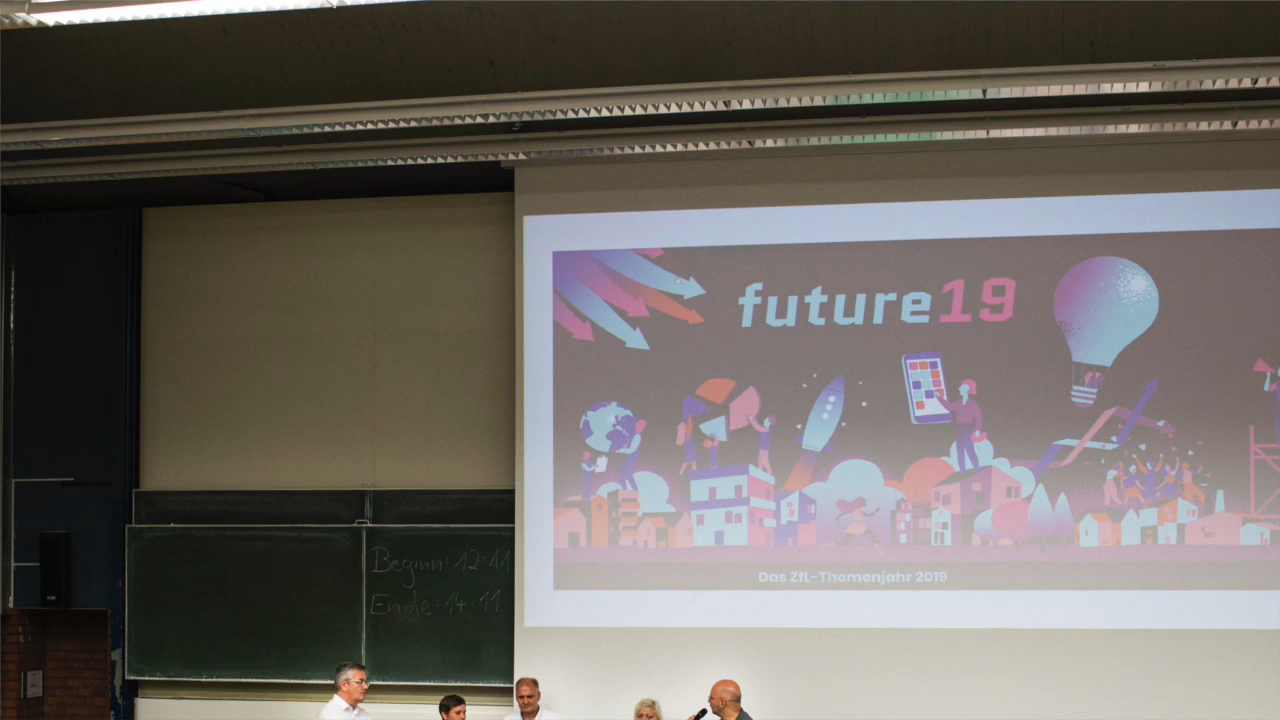 future19
Das ZfL-Themenjahr 2019
Beginn: 12:11
Ende: 14:11